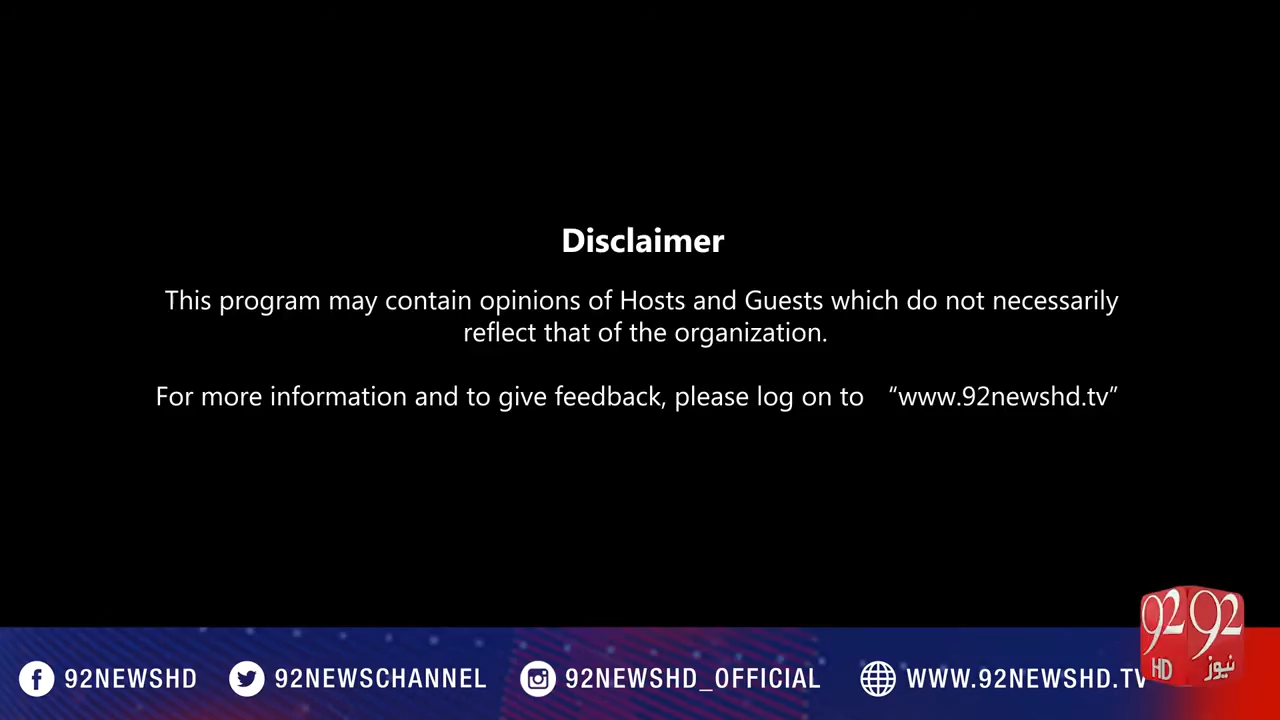 Disclaimer
This program may contain opinions of Hosts and Guests which do not necessarily
reflect that of the organization.
For more information and to give feedback, please log on to “www.92newshd.tv”
92 92
HD نیوز
92NEWSHD 92NEWSCHANNEL 92NEWSHD_OFFICIAL WWW.92NEWSHD.TV